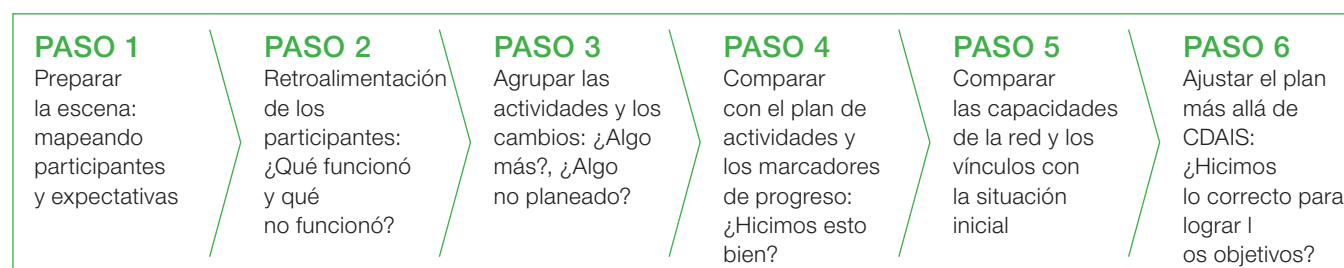 PASO 1
Preparar
la escena:
mapeando
participantes
y expectativas
PASO 2
Retroalimentación
de los
participantes:
¿Qué funcionó
y qué
no funcionó?
PASO 3
Agrupar las
actividades y los
cambios: ¿Algo
más?, ¿Algo
no planeado?
PASO 4
Comparar
con el plan de
actividades y
los marcadores
de progreso:
¿Hicimos esto
bien?
PASO 5
Comparar
las capacidades
de la red y los
vínculos con
la situación
inicial
PASO 6
Ajustar el plan
más allá de
CDAIS:
¿Hicimos
lo correcto para
lograr l
os objetivos?